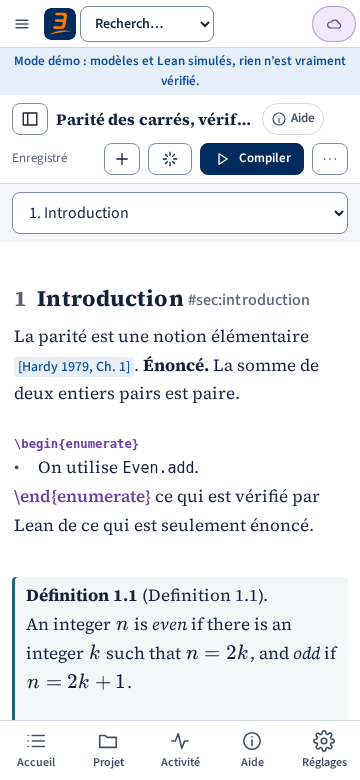 Recherch...
Mode démo : modèles et Lean simulés, rien n'est vraiment
vérifié.
Parité des carrés, vérif...
Aide
Enregistré
Compiler
1. Introduction
1 Introduction #sec:introduction
La parité est une notion élémentaire
[Hardy 1979, Ch. 1]. Énoncé. La somme de
deux entiers pairs est paire.
\begin{enumerate}
• On utilise Even.add.
\end{enumerate} ce qui est vérifié par
Lean de ce qui est seulement énoncé.
Définition 1.1 (Definition 1.1).
An integer n is even if there is an
integer k such that n = 2k, and odd if
n = 2k + 1.
Accueil
Projet
Activité
Aide
Réglages